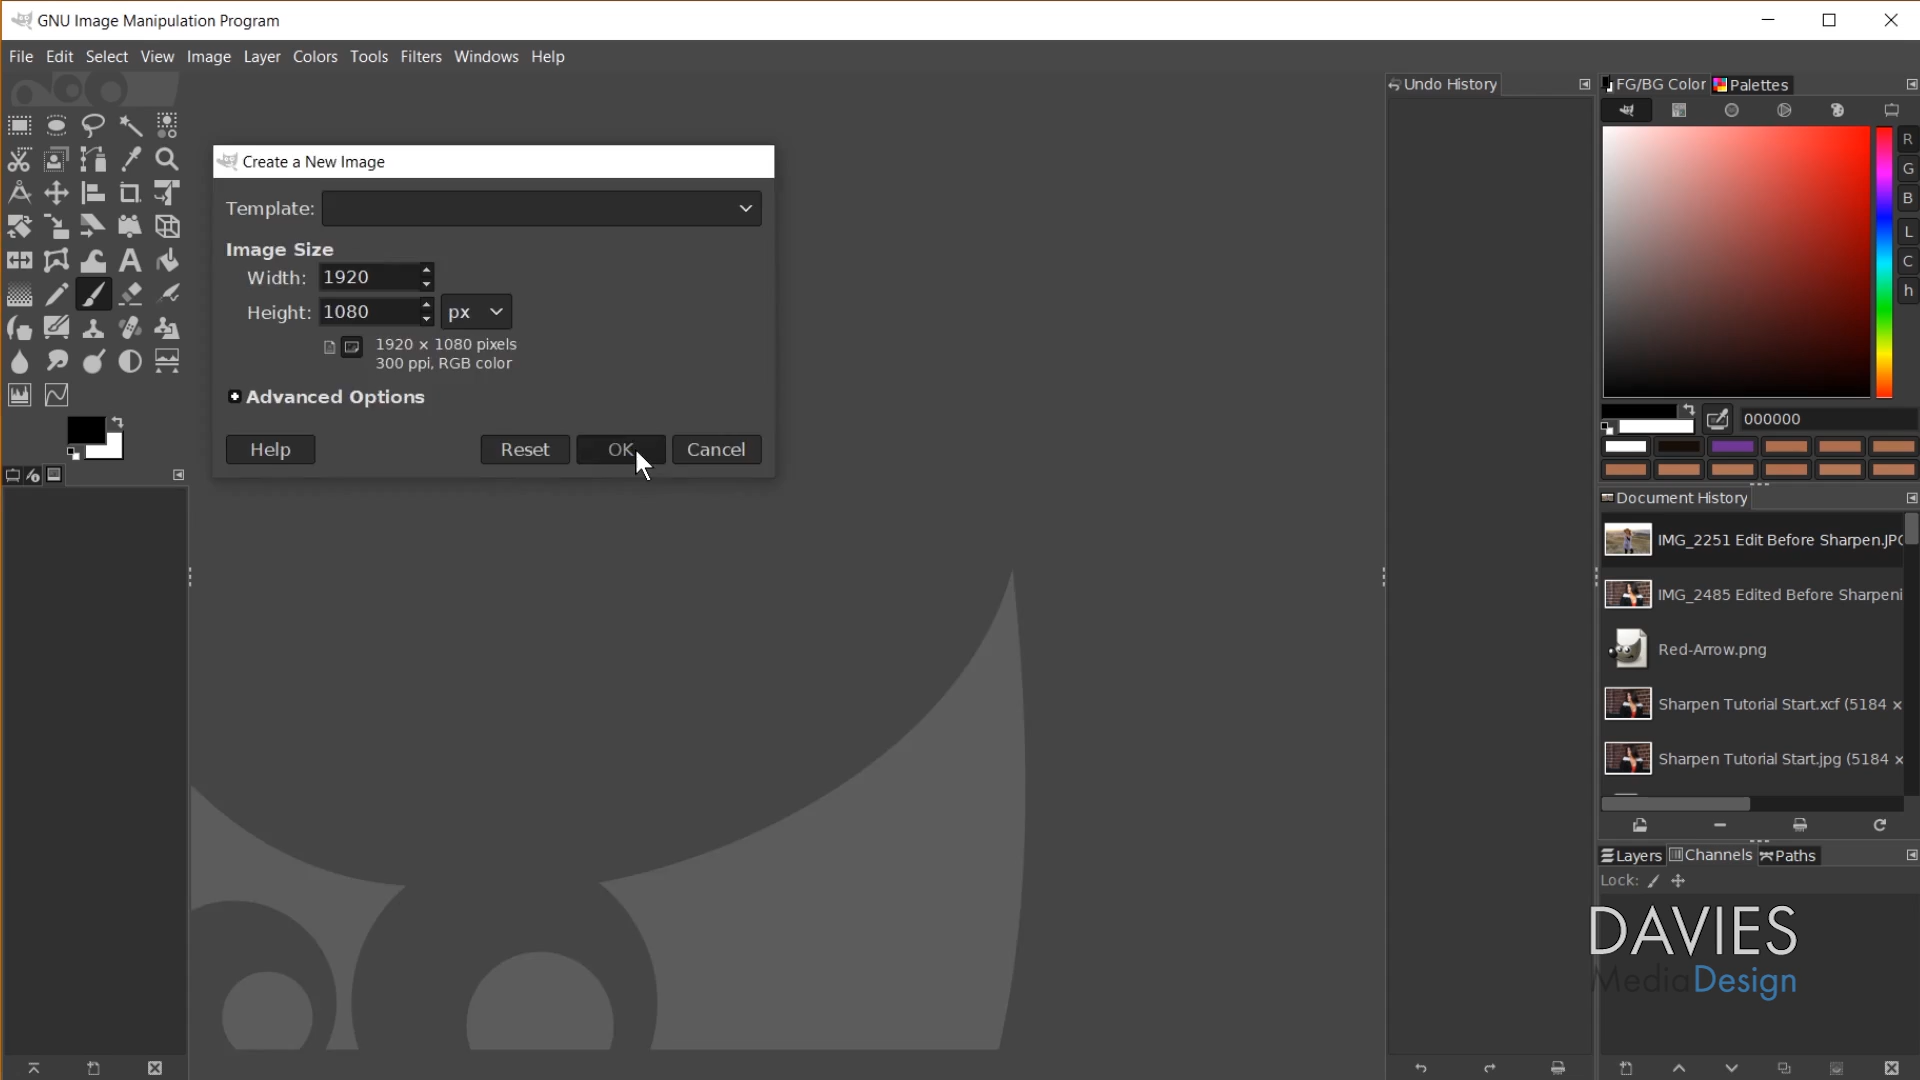 GNU Image Manipulation Program
File Edit Select View Image Layer Colors Tools Filters Windows Help
Undo History
FG/BG Color Palettes
Create a New Image
Template:
Image Size
Width: 1920
Height: 1080 px
1920 × 1080 pixels
300 ppi, RGB color
Advanced Options
Help Reset OK Cancel
R
G
B
L
C
h
000000
Document History
IMG_2251 Edit Before Sharpen.JPG
IMG_2485 Edited Before Sharpeni
Red-Arrow.png
Sharpen Tutorial Start.xcf (5184 ×
Sharpen Tutorial Start.jpg (5184 ×
Layers Channels Paths
Lock:
DAVIES
MediaDesign